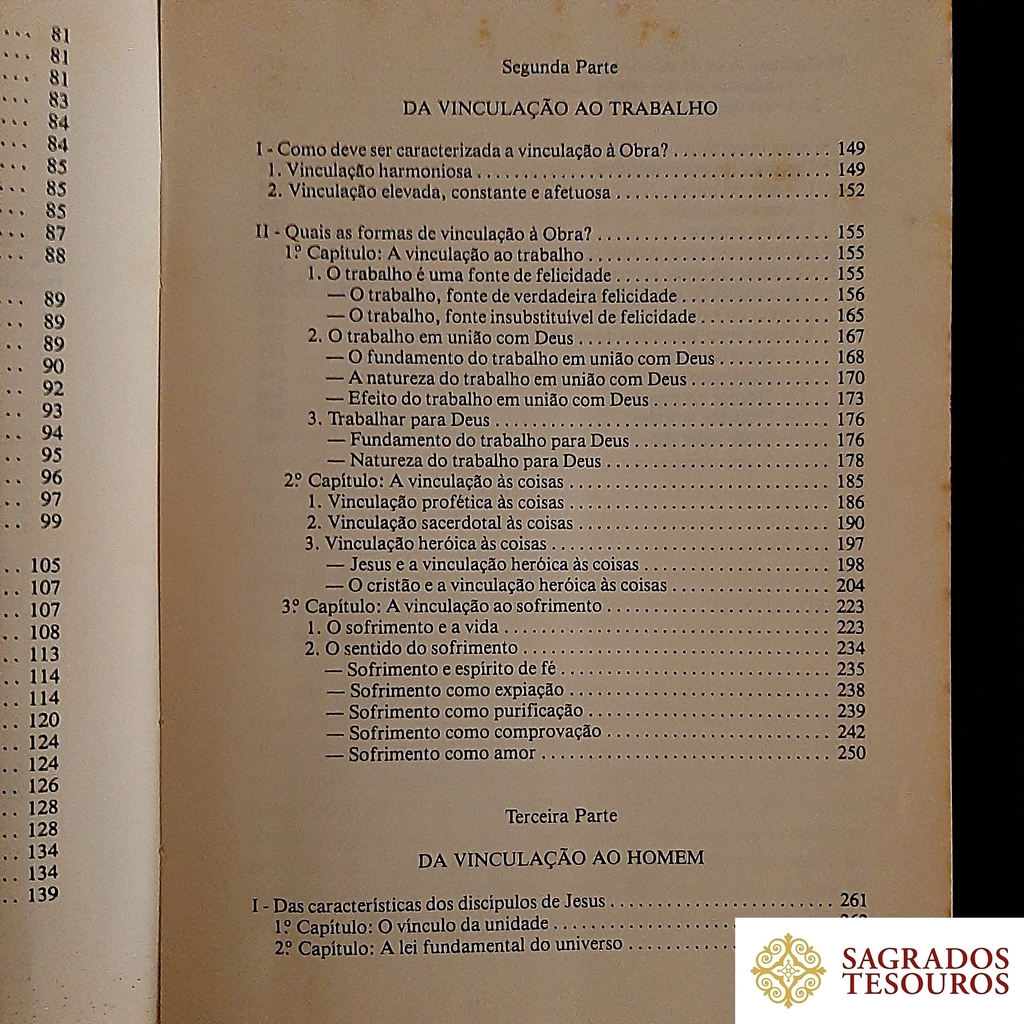 ... 81
... 81
... 81
... 83
... 84
... 84
... 85
... 85
... 85
... 87
... 88
... 89
.. 89
.. 89
.. 90
.. 92
.. 93
.. 94
.. 95
.. 96
.. 97
.. 99
.. 105
.. 107
.. 107
.. 108
.. 113
.. 114
.. 114
.. 120
.. 124
.. 124
.. 126
.. 128
.. 128
.. 134
.. 134
.. 139
Segunda Parte
DA VINCULAÇÃO AO TRABALHO
I - Como deve ser caracterizada a vinculação à Obra? ................. 149
1. Vinculação harmoniosa ................. 149
2. Vinculação elevada, constante e afetuosa ................. 152
II - Quais as formas de vinculação à Obra? ................. 155
1º Capítulo: A vinculação ao trabalho ................. 155
1. O trabalho é uma fonte de felicidade ................. 155
— O trabalho, fonte de verdadeira felicidade ................. 156
— O trabalho, fonte insubstituível de felicidade ................. 165
2. O trabalho em união com Deus ................. 167
— O fundamento do trabalho em união com Deus ................. 168
— A natureza do trabalho em união com Deus ................. 170
— Efeito do trabalho em união com Deus ................. 173
3. Trabalhar para Deus ................. 176
— Fundamento do trabalho para Deus ................. 176
— Natureza do trabalho para Deus ................. 178
2º Capítulo: A vinculação às coisas ................. 185
1. Vinculação profética às coisas ................. 186
2. Vinculação sacerdotal às coisas ................. 190
3. Vinculação heróica às coisas ................. 197
— Jesus e a vinculação heróica às coisas ................. 198
— O cristão e a vinculação heróica às coisas ................. 204
3º Capítulo: A vinculação ao sofrimento ................. 223
1. O sofrimento e a vida ................. 223
2. O sentido do sofrimento ................. 234
— Sofrimento e espírito de fé ................. 235
— Sofrimento como expiação ................. 238
— Sofrimento como purificação ................. 239
— Sofrimento como comprovação ................. 242
— Sofrimento como amor ................. 250
Terceira Parte
DA VINCULAÇÃO AO HOMEM
I - Das características dos discípulos de Jesus ................. 261
1º Capítulo: O vínculo da unidade .................
2º Capítulo: A lei fundamental do universo ............
SAGRADOS
TESOUROS